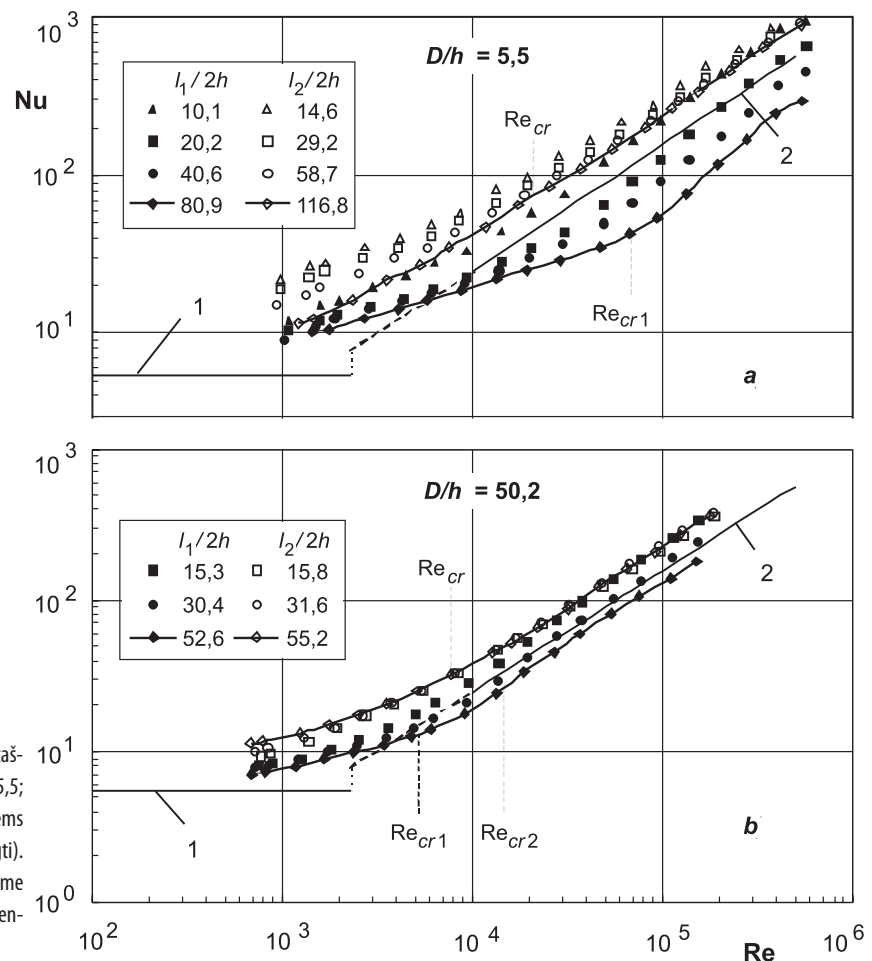 10 3
Nu
D/h = 5,5
l1/2h l2/2h
10,1 14,6
20,2 29,2
40,6 58,7
80,9 116,8
Recr
2
10 2
Recr1
10 1
1
a
10 3
D/h = 50,2
l1/2h l2/2h
15,3 15,8
30,4 31,6
52,6 55,2
Recr
2
10 2
10 1
1
Recr1 Recr2
b
10 0
10 2 10 3 10 4 10 5 10 6
Re
5,5;